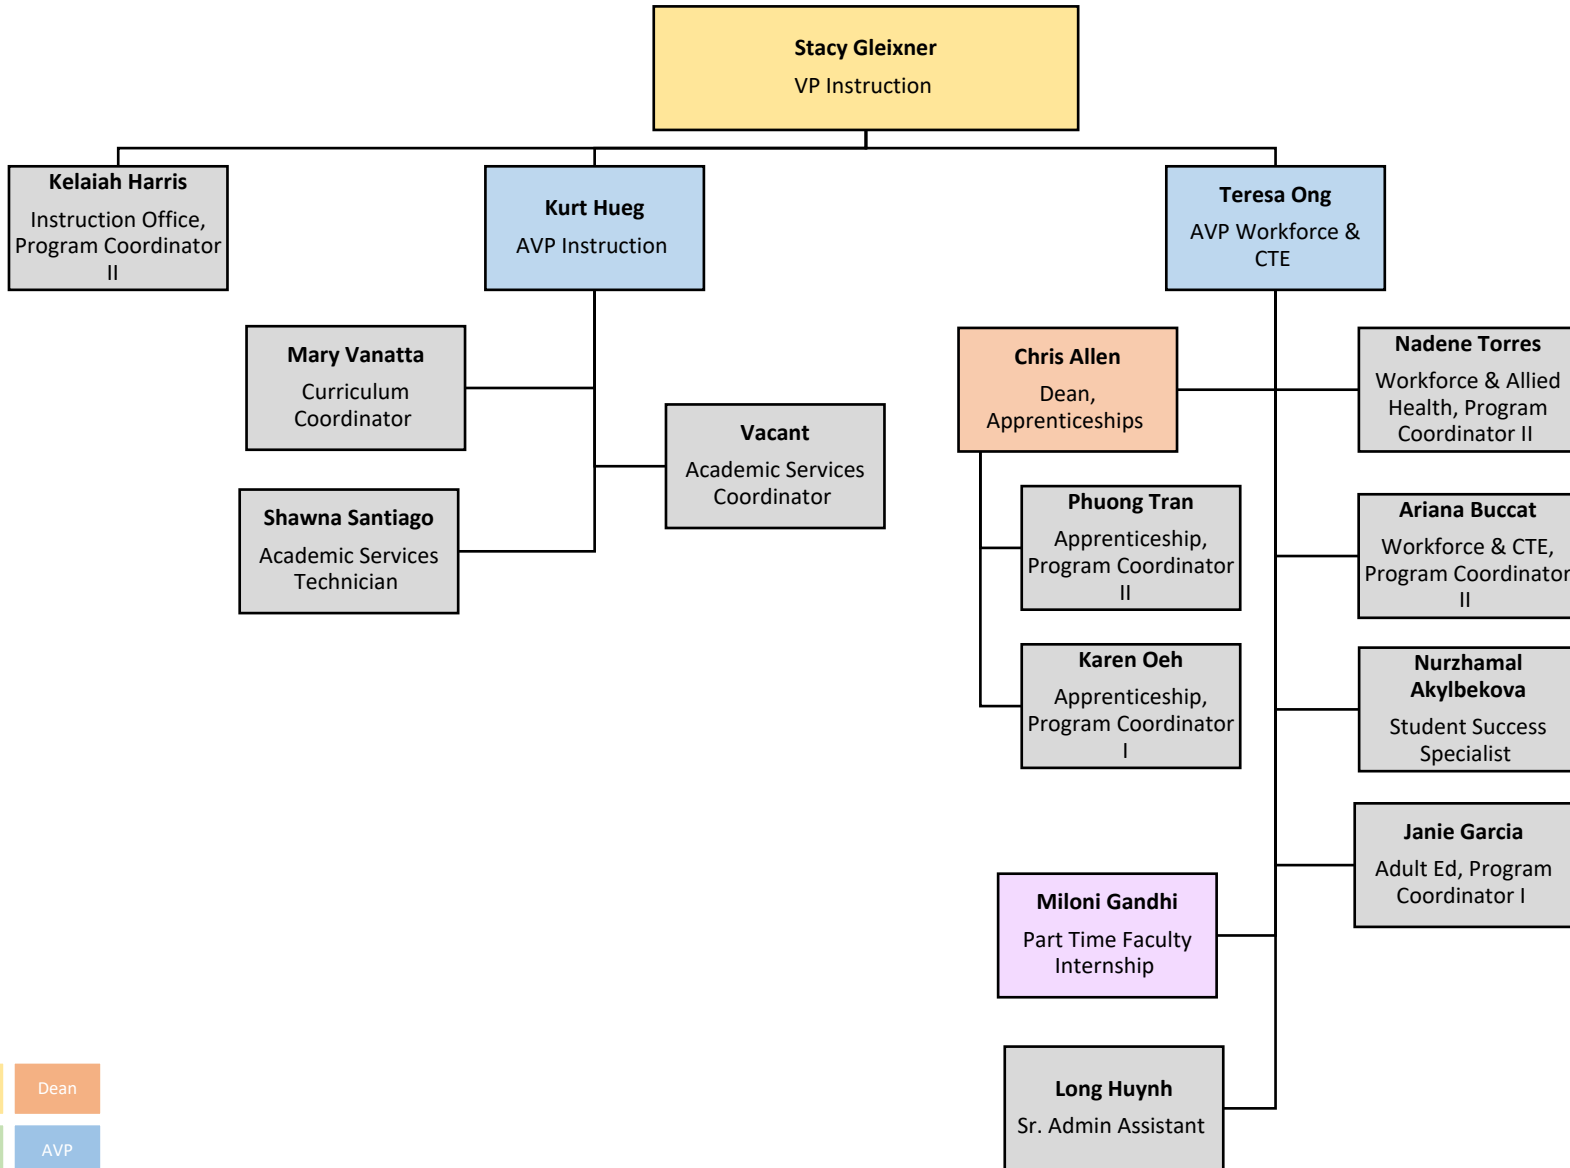 Stacy Gleixner
VP Instruction
Kelaiah Harris
Instruction Office,
Program Coordinator
II
Kurt Hueg
AVP Instruction
Teresa Ong
AVP Workforce &
CTE
Mary Vanatta
Curriculum
Coordinator
Vacant
Academic Services
Coordinator
Shawna Santiago
Academic Services
Technician
Chris Allen
Dean,
Apprenticeships
Nadene Torres
Workforce & Allied
Health, Program
Coordinator II
Phuong Tran
Apprenticeship,
Program Coordinator
II
Ariana Buccat
Workforce & CTE,
Program Coordinator
II
Karen Oeh
Apprenticeship,
Program Coordinator
I
Nurzhamal
Akylbekova
Student Success
Specialist
Janie Garcia
Adult Ed, Program
Coordinator I
Miloni Gandhi
Part Time Faculty
Internship
Long Huynh
Sr. Admin Assistant
Dean
AVP